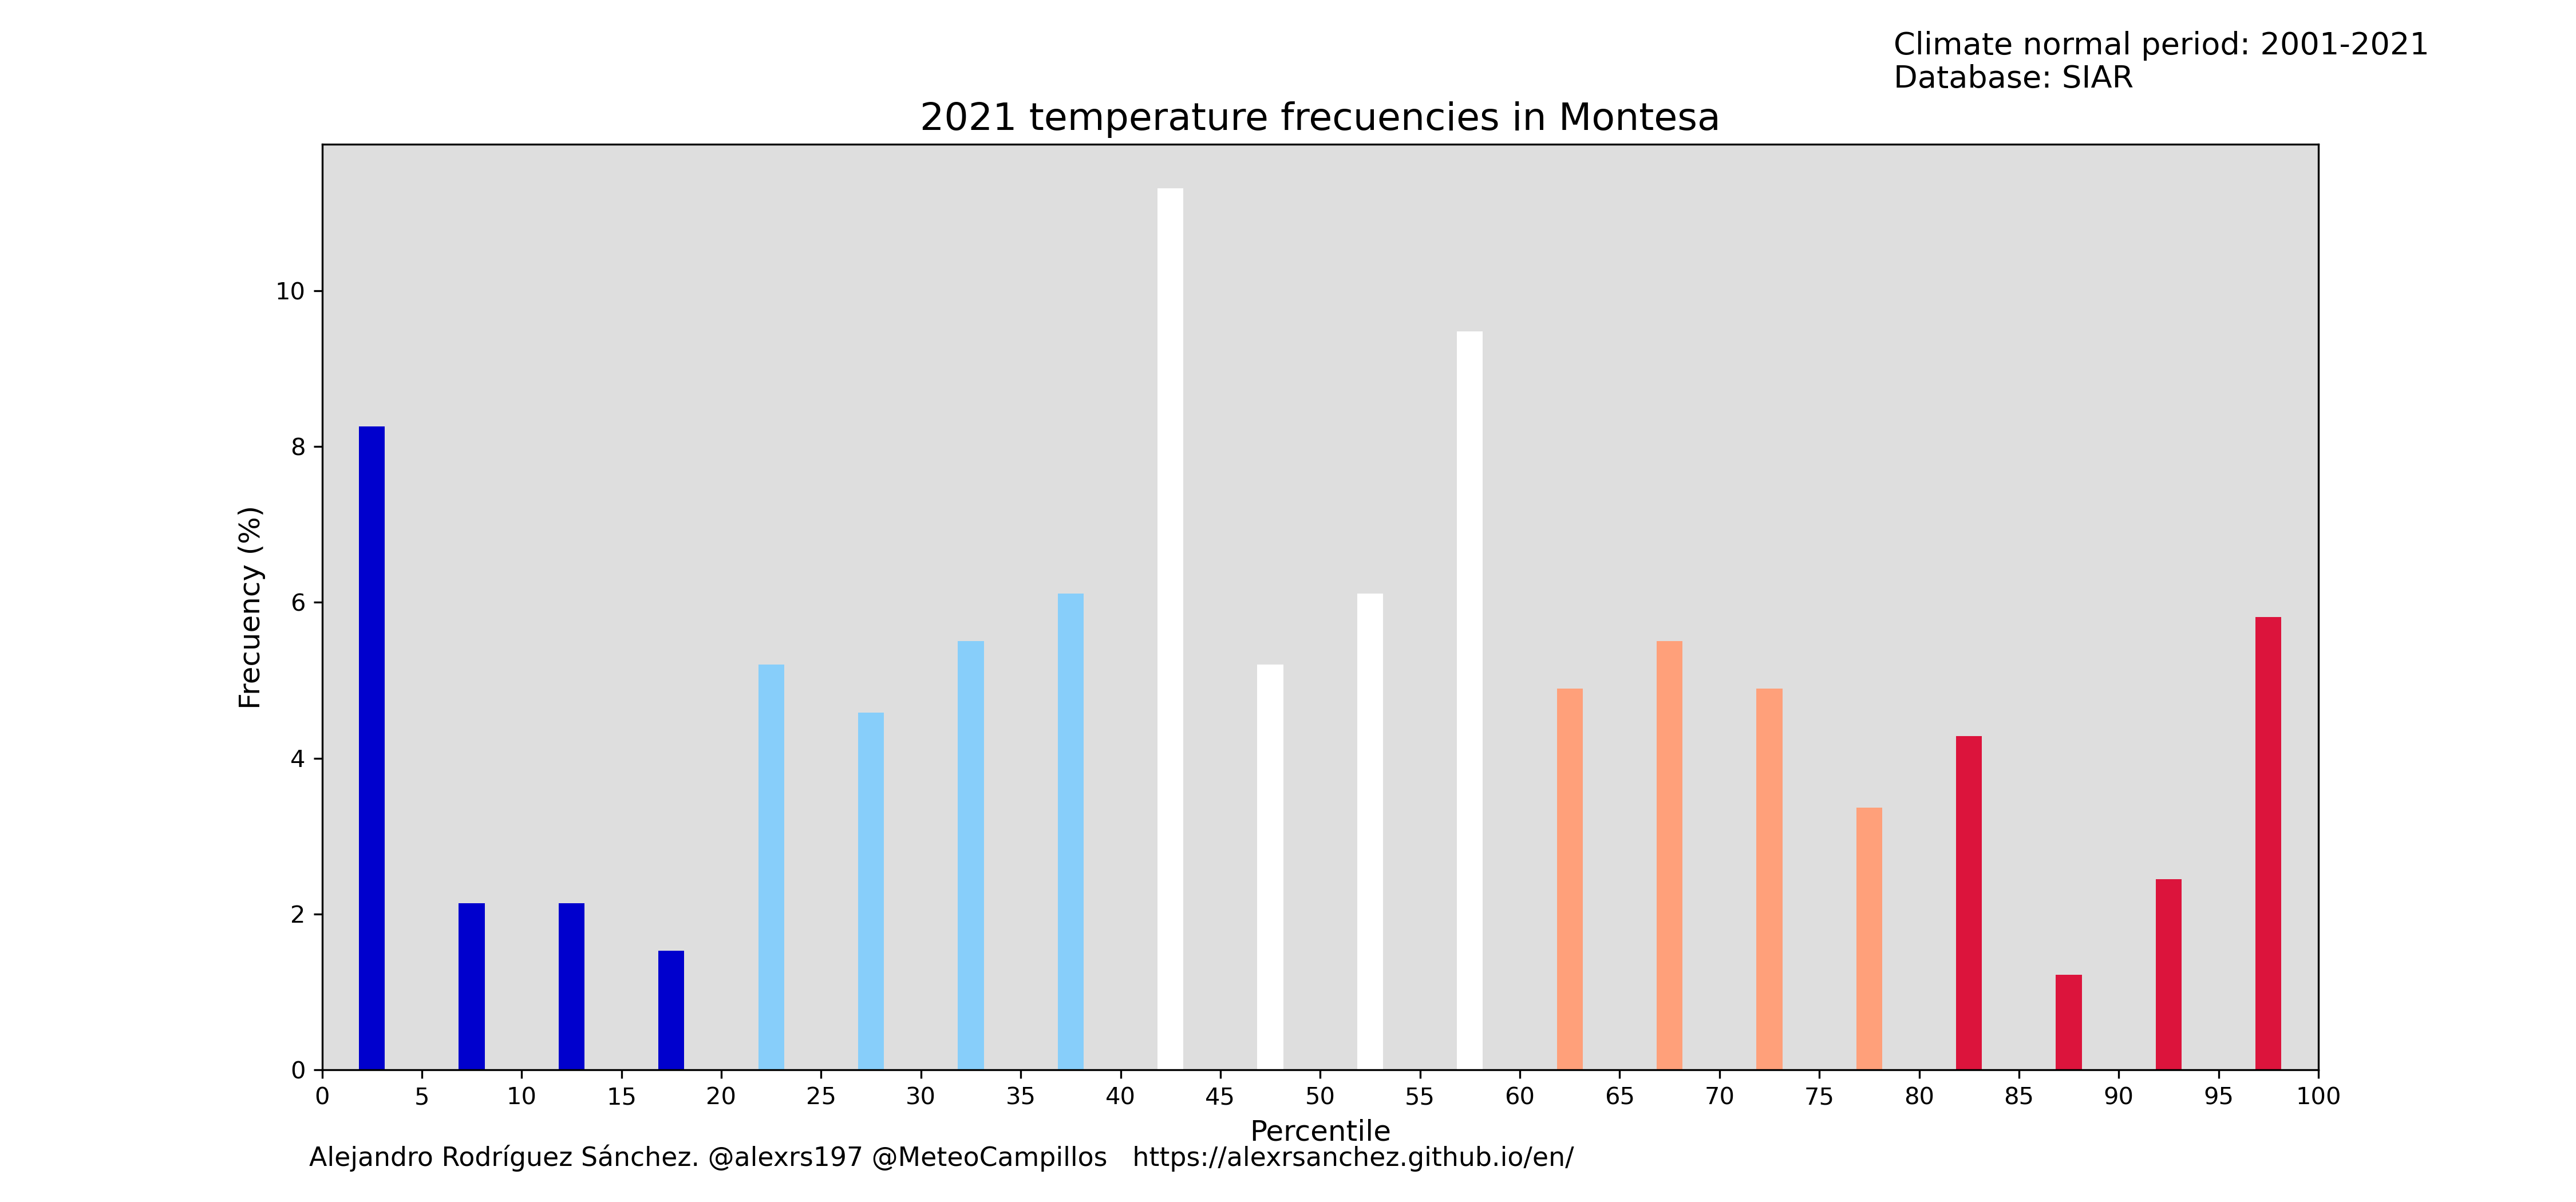 Climate normal period: 2001-2021
Database: SIAR
2021 temperature frecuencies in Montesa
10
8
6
4
2
0
Frecuency (%)
0 5 10 15 20 25 30 35 40 45 50 55 60 65 70 75 80 85 90 95 100
Percentile
Alejandro Rodríguez Sánchez. @alexrs197 @MeteoCampillos https://alexrsanchez.github.io/en/